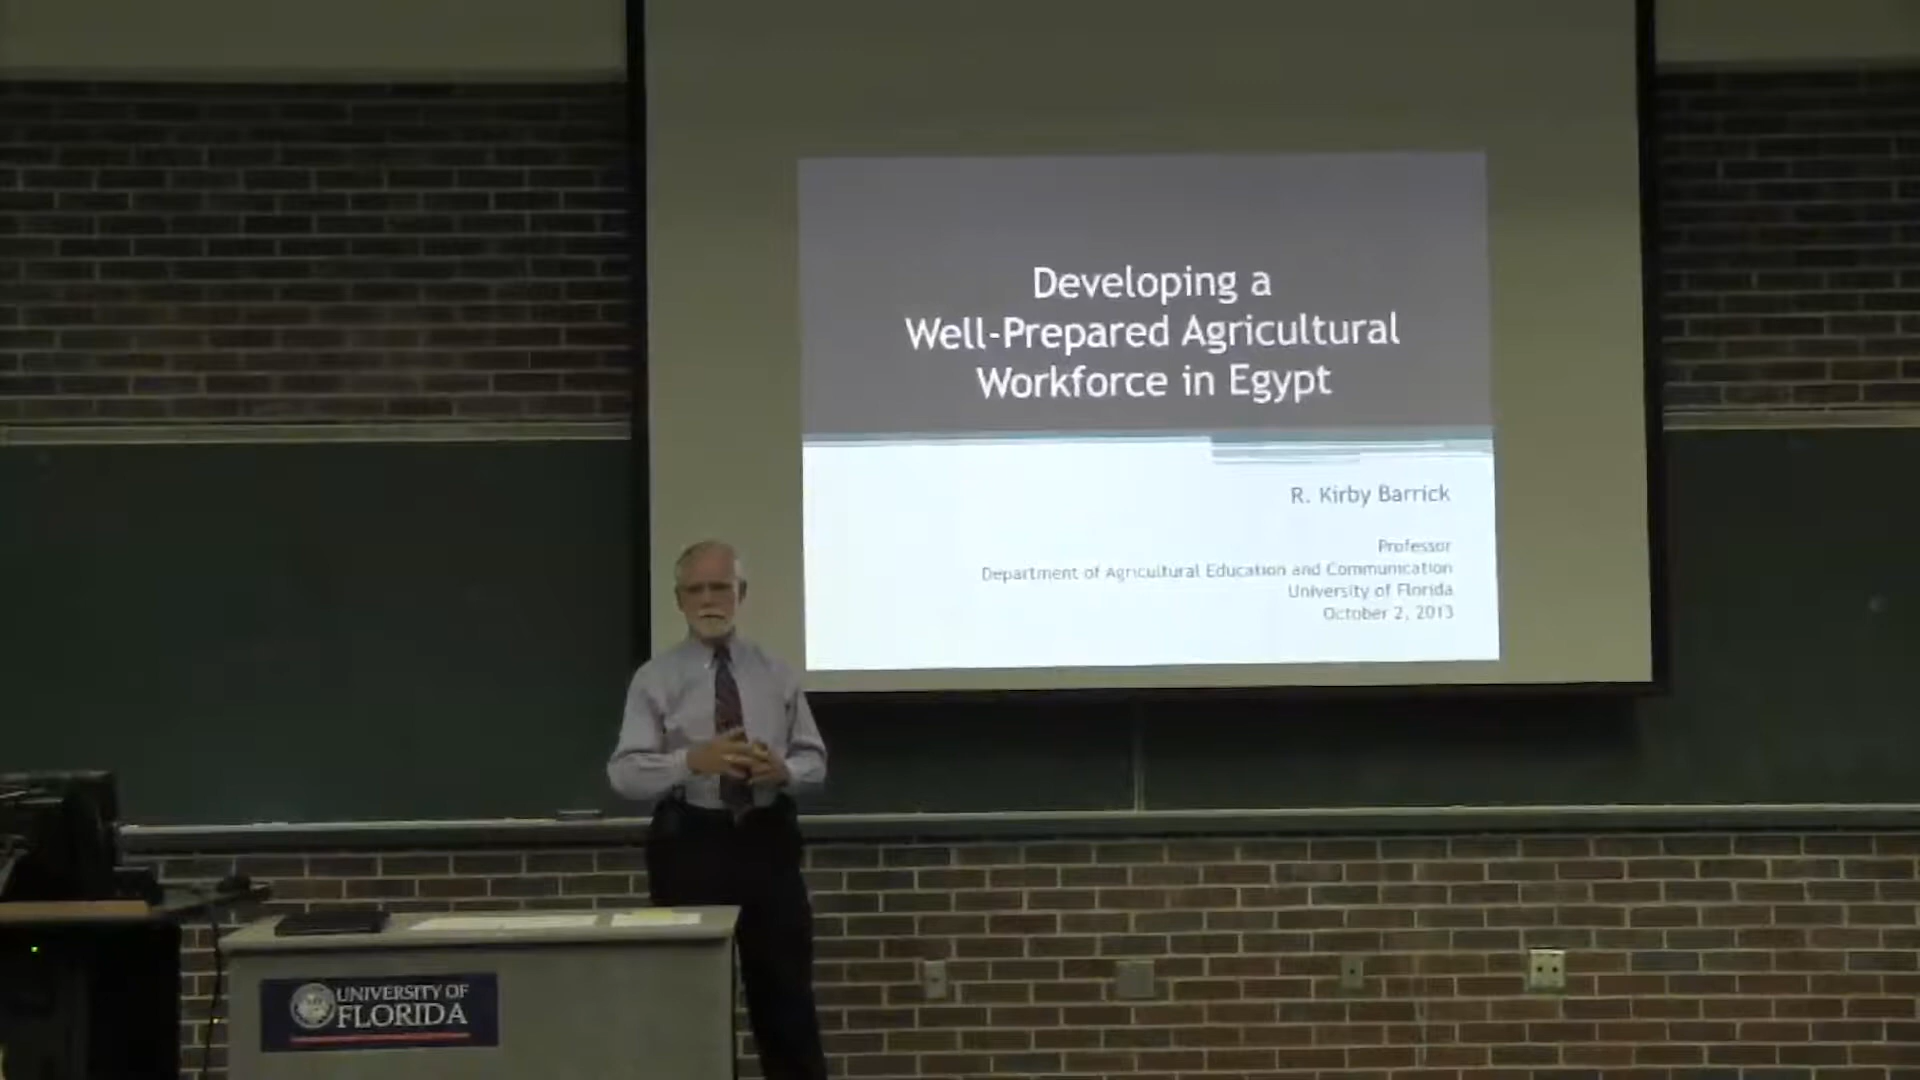 Developing a
Well-Prepared Agricultural
Workforce in Egypt
R. Kirby Barrick
Professor
Department of Agricultural Education and Communication
University of Florida
October 2, 2013
UNIVERSITY OF
FLORIDA